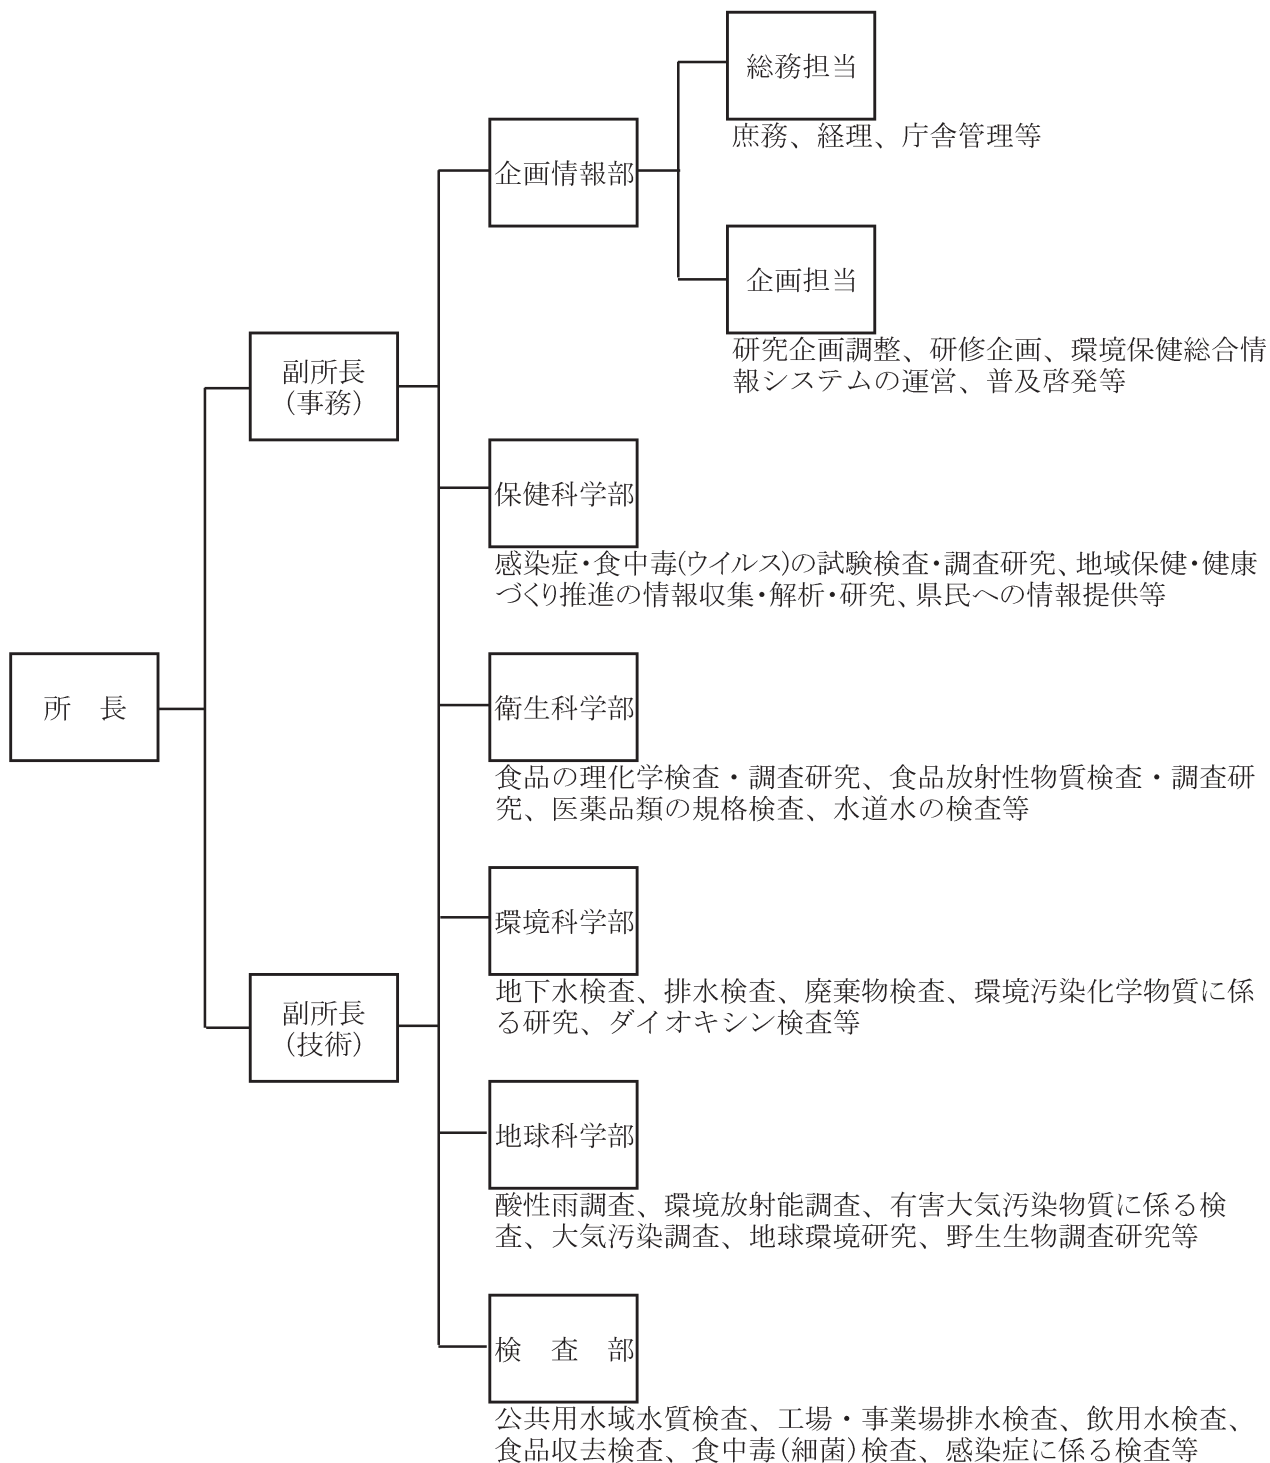 総務担当
庶務、経理、庁舎管理等
企画情報部
企画担当
研究企画調整、研修企画、環境保健総合情
報システムの運営、普及啓発等
副所長
（事務）
保健科学部
感染症・食中毒(ウイルス)の試験検査・調査研究、地域保健・健康
づくり推進の情報収集・解析・研究、県民への情報提供等
所　長
衛生科学部
食品の理化学検査・調査研究、食品放射性物質検査・調査研
究、医薬品類の規格検査、水道水の検査等
環境科学部
地下水検査、排水検査、廃棄物検査、環境汚染化学物質に係
る研究、ダイオキシン検査等
副所長
（技術）
地球科学部
酸性雨調査、環境放射能調査、有害大気汚染物質に係る検
査、大気汚染調査、地球環境研究、野生生物調査研究等
検　査　部
公共用水域水質検査、工場・事業場排水検査、飲用水検査、
食品収去検査、食中毒（細菌）検査、感染症に係る検査等